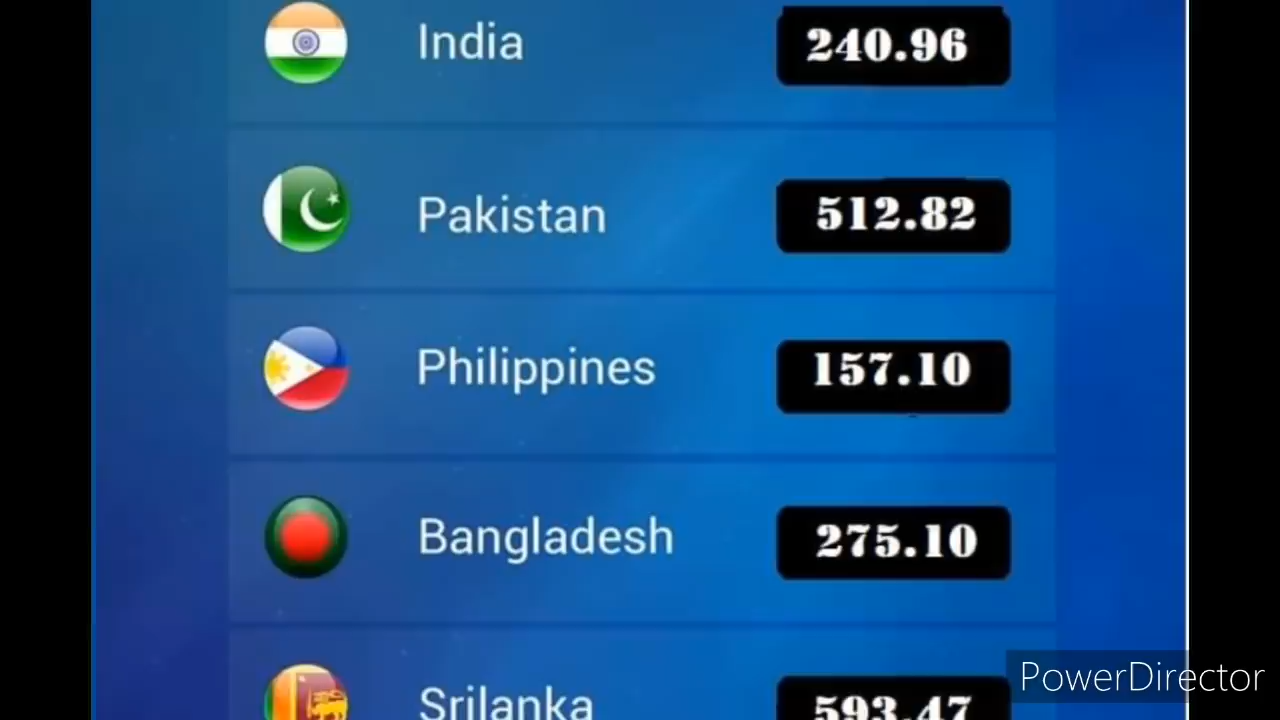 India 240.96
Pakistan 512.82
Philippines 157.10
Bangladesh 275.10
Srilanka 593.47
PowerDirector